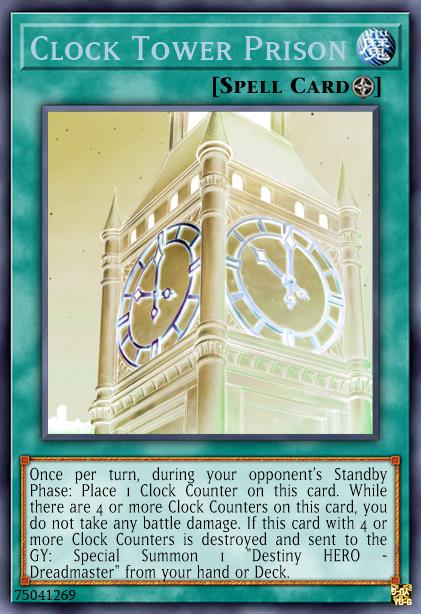 Clock Tower Prison 魔
[Spell Card]
Once per turn, during your opponent's Standby
Phase: Place 1 Clock Counter on this card. While
there are 4 or more Clock Counters on this card, you
do not take any battle damage. If this card with 4 or
more Clock Counters is destroyed and sent to the
GY: Special Summon 1 "Destiny HERO -
Dreadmaster" from your hand or Deck.
75041269